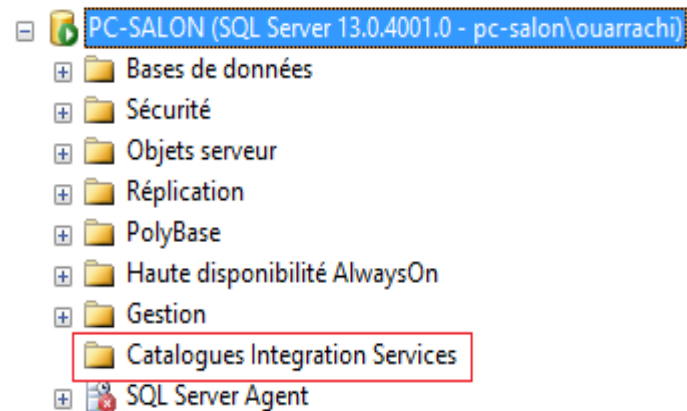 PC-SALON (SQL Server 13.0.4001.0 - pc-salon\ouarrachi)
Bases de données
Sécurité
Objets serveur
Réplication
PolyBase
Haute disponibilité AlwaysOn
Gestion
Catalogues Integration Services
SQL Server Agent